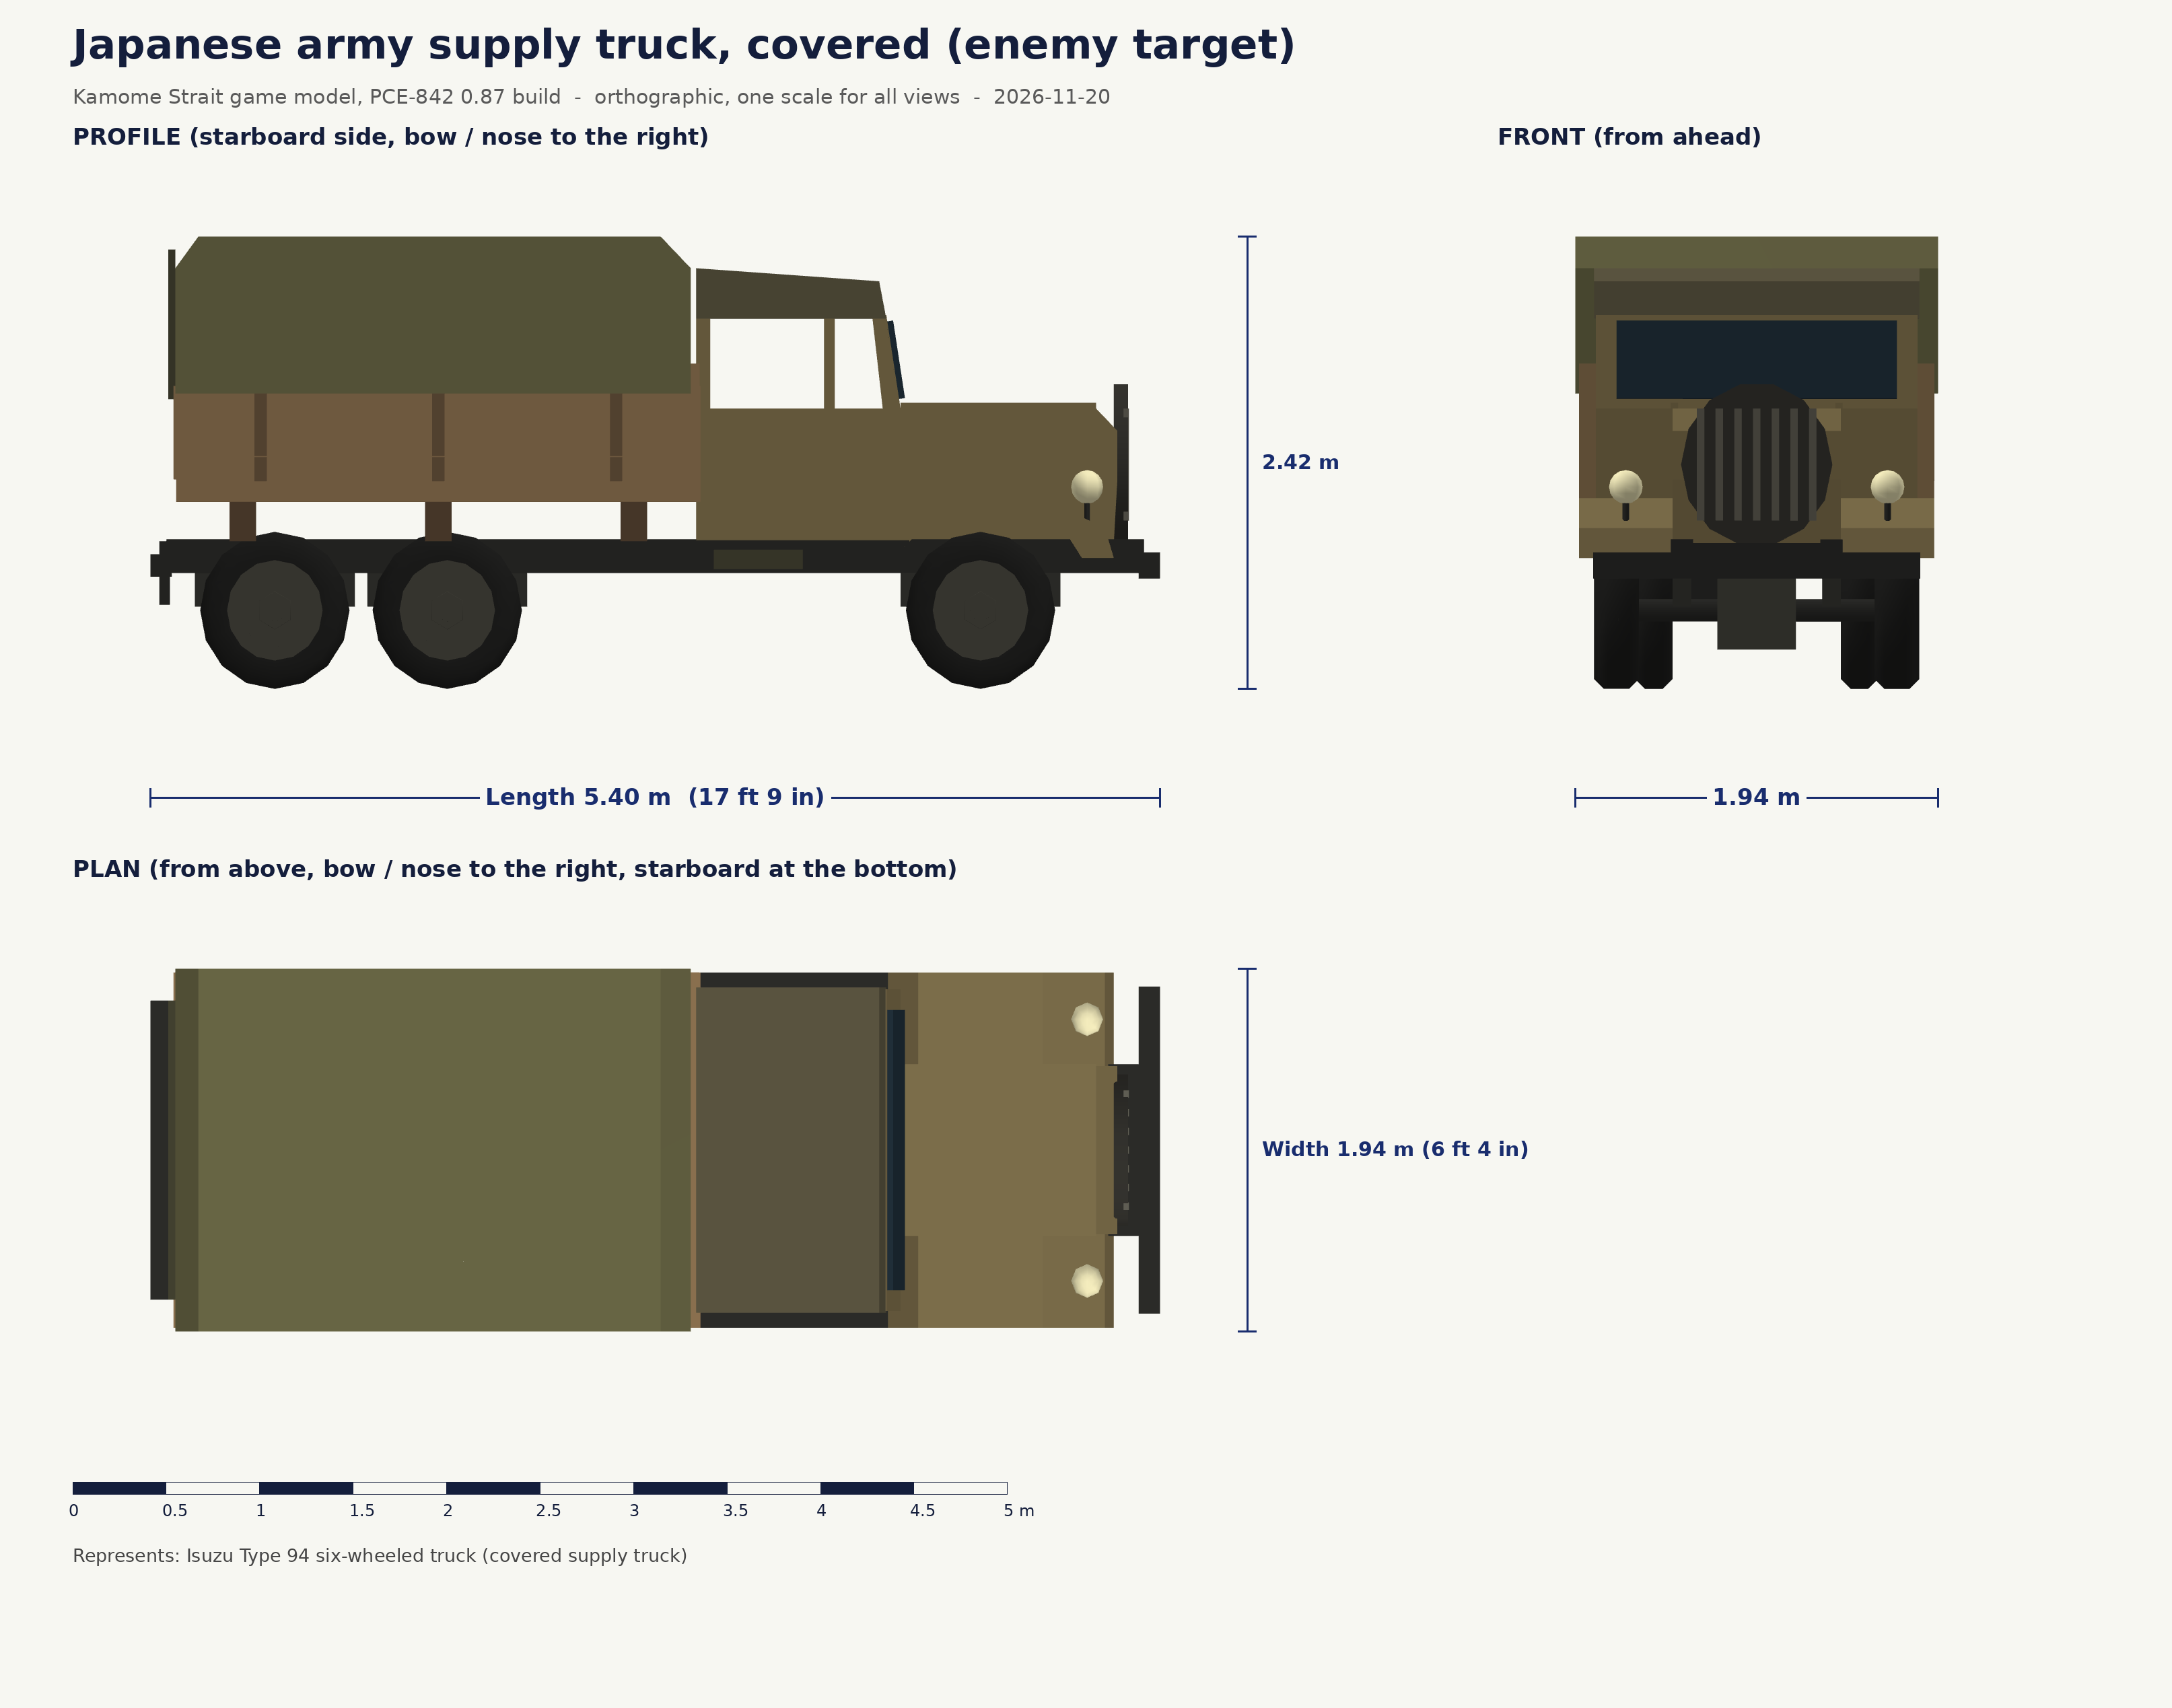 Japanese army supply truck, covered (enemy target)
Kamome Strait game model, PCE-842 0.87 build - orthographic, one scale for all views - 2026-11-20
PROFILE (starboard side, bow / nose to the right)
FRONT (from ahead)
2.42 m
Length 5.40 m (17 ft 9 in)
1.94 m
PLAN (from above, bow / nose to the right, starboard at the bottom)
Width 1.94 m (6 ft 4 in)
0 0.5 1 1.5 2 2.5 3 3.5 4 4.5 5 m
Represents: Isuzu Type 94 six-wheeled truck (covered supply truck)